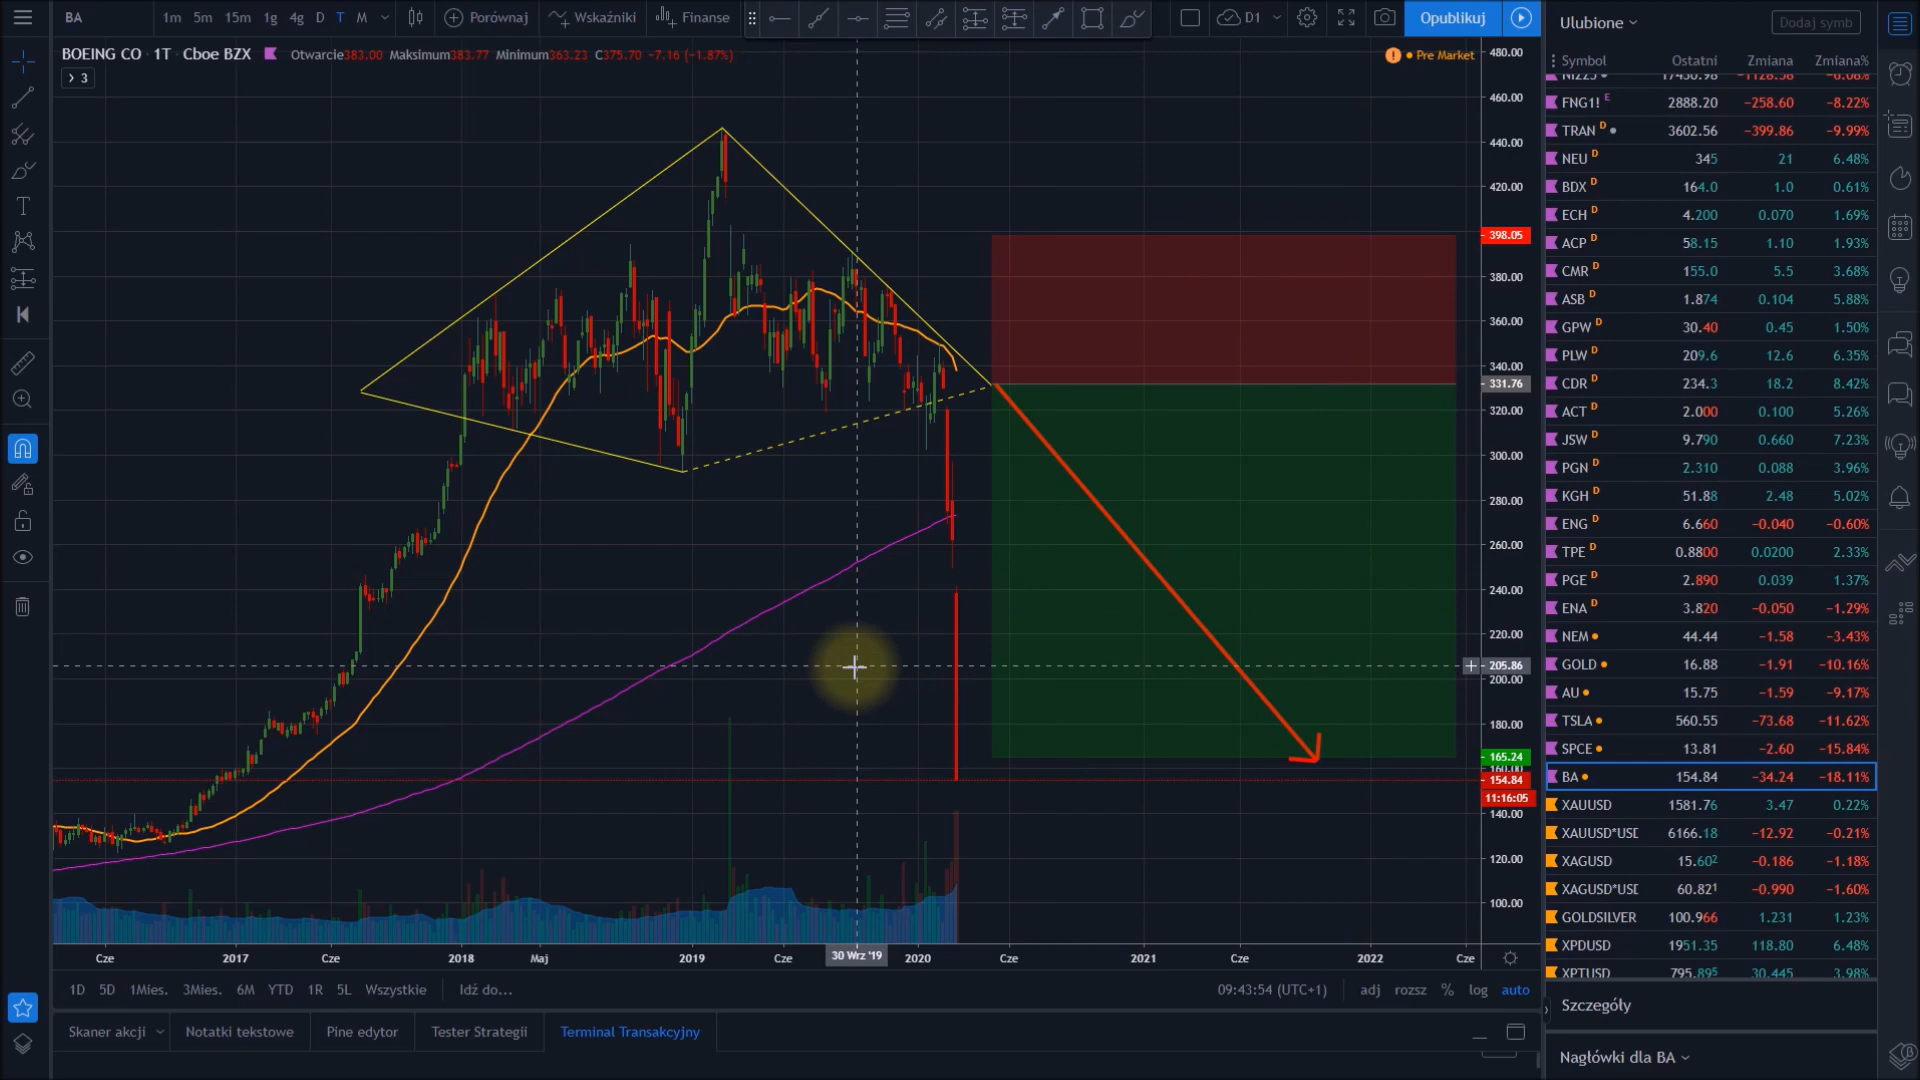 BA
1m 5m 15m 1g 4g D T M
Porównaj
Wskaźniki
Finanse
D1
Opublikuj
BOEING CO · 1T · Cboe BZX
Otwarcie383.00 Maksimum383.77 Minimum363.23 C375.70 −7.16 (−1.87%)
3
Pre Market
480.00
460.00
440.00
420.00
398.05
380.00
360.00
340.00
331.76
320.00
300.00
280.00
260.00
240.00
220.00
205.86
200.00
180.00
165.24
160.00
154.84
11:16:05
140.00
120.00
100.00
Cze 2017 Cze 2018 Maj 2019 Cze 30 Wrz '19 2020 Cze 2021 Cze 2022 Cze
1D 5D 1Mies. 3Mies. 6M YTD 1R 5L Wszystkie Idź do...
09:43:54 (UTC+1) adj rozsz % log auto
Skaner akcji Notatki tekstowe Pine edytor Tester Strategii Terminal Transakcyjny
Ulubione
Dodaj symb
Symbol Ostatni Zmiana Zmiana%
FNG1! E 2888.20 −258.60 −8.22%
TRAN D 3602.56 −399.86 −9.99%
NEU D 345 21 6.48%
BDX D 164.0 1.0 0.61%
ECH D 4.200 0.070 1.69%
ACP D 58.15 1.10 1.93%
CMR D 155.0 5.5 3.68%
ASB D 1.874 0.104 5.88%
GPW D 30.40 0.45 1.50%
PLW D 209.6 12.6 6.35%
CDR D 234.3 18.2 8.42%
ACT D 2.000 0.100 5.26%
JSW D 9.790 0.660 7.23%
PGN D 2.310 0.088 3.96%
KGH D 51.88 2.48 5.02%
ENG D 6.660 −0.040 −0.60%
TPE D 0.8800 0.0200 2.33%
PGE D 2.890 0.039 1.37%
ENA D 3.820 −0.050 −1.29%
NEM 44.44 −1.58 −3.43%
GOLD 16.88 −1.91 −10.16%
AU 15.75 −1.59 −9.17%
TSLA 560.55 −73.68 −11.62%
SPCE 13.81 −2.60 −15.84%
BA 154.84 −34.24 −18.11%
XAUUSD 1581.76 3.47 0.22%
XAUUSD*USD 6166.18 −12.92 −0.21%
XAGUSD 15.602 −0.186 −1.18%
XAGUSD*USD 60.821 −0.990 −1.60%
GOLDSILVER 100.966 1.231 1.23%
XPDUSD 1951.35 118.80 6.48%
XPTUSD 795.895 30.445 3.98%
Szczegóły
Nagłówki dla BA